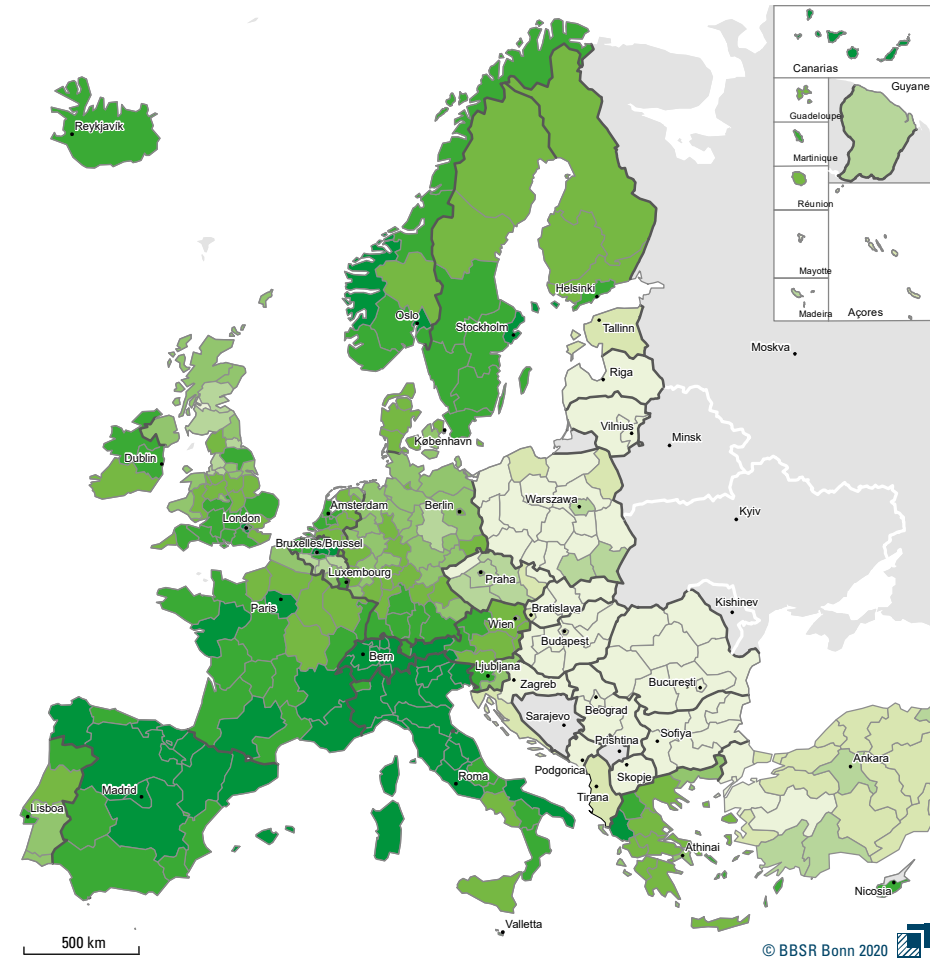 Canarias
Guyane
Guadeloupe
Martinique
Réunion
Mayotte
Madeira
Açores
Reykjavík
Helsinki
Oslo
Stockholm
Tallinn
Moskva
Riga
Vilnius
Minsk
København
Dublin
Warszawa
Amsterdam
Berlin
Kyiv
London
Bruxelles/Brussel
Luxembourg
Praha
Paris
Kishinev
Bratislava
Wien
Budapest
Bern
Ljubljana
Zagreb
Bucureşti
Beograd
Sarajevo
Prishtina
Sofiya
Ankara
Podgorica
Skopje
Roma
Madrid
Tirana
Lisboa
Athinai
Nicosia
Valletta
500 km
© BBSR Bonn 2020